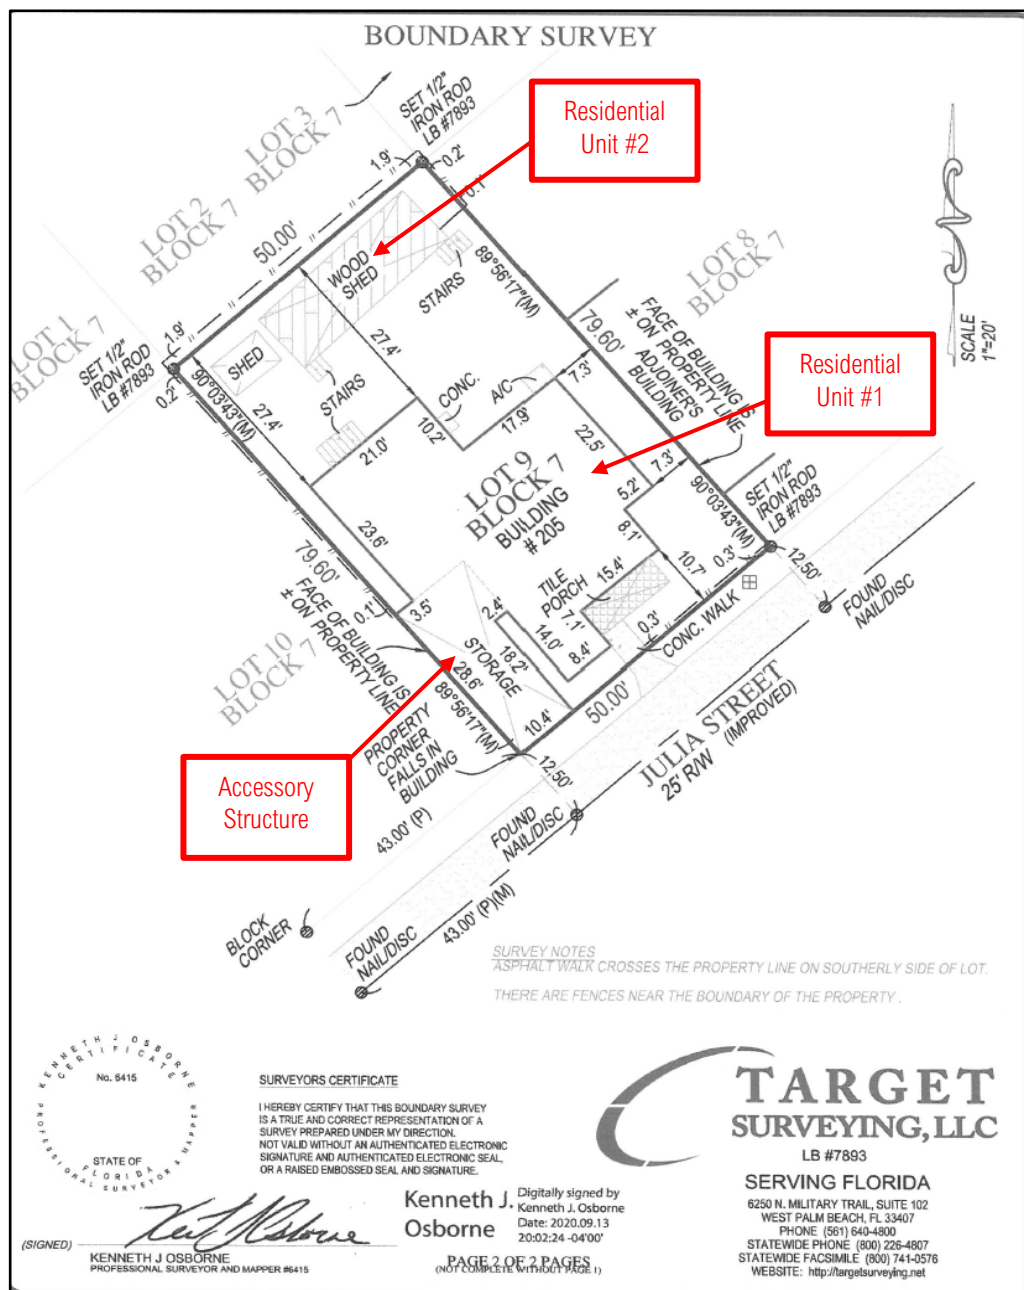 BOUNDARY SURVEY
SET 1/2"
IRON ROD
LB #7893
Residential
Unit #2
LOT 3
BLOCK 7
1.9'
0.2'
0.1'
LOT 2
BLOCK 7
50.00'
WOOD
SHED
STAIRS
89°56'17"(M)
LOT 8
BLOCK 7
SCALE
1"=20'
LOT 1
BLOCK 7
SET 1/2"
IRON ROD
LB #7893
1.9'
0.2'
SHED
90°03'43"(M)
STAIRS
27.4'
27.4'
CONC.
A/C
7.3'
79.60'
FACE OF BUILDING IS
± ON PROPERTY LINE
ADJOINER'S
BUILDING
Residential
Unit #1
21.0'
10.2'
17.9'
22.5'
7.3'
5.2'
8.1'
90°03'43"(M)
SET 1/2"
IRON ROD
LB #7893
LOT 9
BLOCK 7
BUILDING
# 205
23.6'
79.60'
FACE OF BUILDING IS
± ON PROPERTY LINE
0.1'
3.5'
2.4'
TILE
PORCH
15.4'
7.1'
10.7'
0.3'
12.50'
FOUND
NAIL/DISC
0.3'
CONC. WALK
14.0'
8.4'
18.2'
STORAGE
28.6'
89°56'17"(M)
10.4'
50.00'
LOT 10
BLOCK 7
PROPERTY
CORNER
FALLS IN
BUILDING
12.50'
JULIA STREET
25' R/W
(IMPROVED)
Accessory
Structure
43.00' (P)
FOUND
NAIL/DISC
BLOCK
CORNER
FOUND
NAIL/DISC
43.00' (P)(M)
SURVEY NOTES
ASPHALT WALK CROSSES THE PROPERTY LINE ON SOUTHERLY SIDE OF LOT.
THERE ARE FENCES NEAR THE BOUNDARY OF THE PROPERTY .
KENNETH J OSBORNE
CERTIFICATE
No. 6415
STATE OF
FLORIDA
PROFESSIONAL SURVEYOR & MAPPER
SURVEYORS CERTIFICATE
I HEREBY CERTIFY THAT THIS BOUNDARY SURVEY
IS A TRUE AND CORRECT REPRESENTATION OF A
SURVEY PREPARED UNDER MY DIRECTION.
NOT VALID WITHOUT AN AUTHENTICATED ELECTRONIC
SIGNATURE AND AUTHENTICATED ELECTRONIC SEAL,
OR A RAISED EMBOSSED SEAL AND SIGNATURE.
(SIGNED)
KENNETH J OSBORNE
PROFESSIONAL SURVEYOR AND MAPPER #6415
Kenneth J.
Osborne
Digitally signed by
Kenneth J. Osborne
Date: 2020.09.13
20:02:24 -04'00'
PAGE 2 OF 2 PAGES
(NOT COMPLETE WITHOUT PAGE 1)
TARGET
SURVEYING, LLC
LB #7893
SERVING FLORIDA
6250 N. MILITARY TRAIL, SUITE 102
WEST PALM BEACH, FL 33407
PHONE (561) 640-4800
STATEWIDE PHONE (800) 226-4807
STATEWIDE FACSIMILE (800) 741-0576
WEBSITE: http://targetsurveying.net